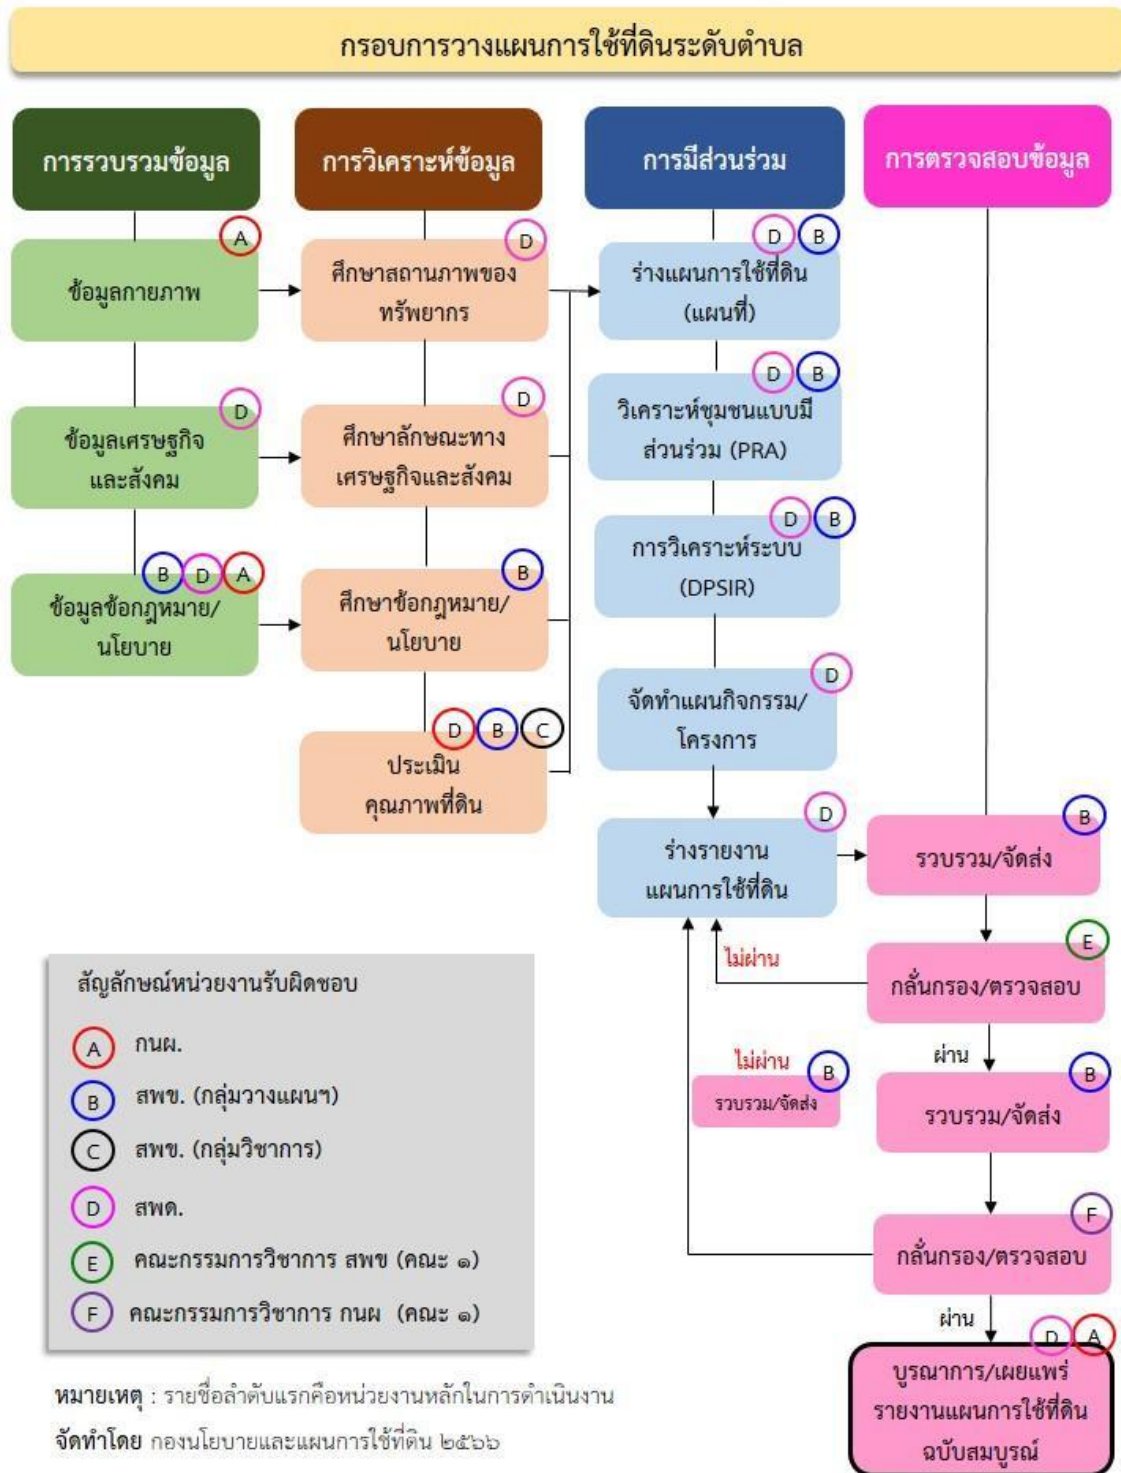 กรอบการวางแผนการใช้ที่ดินระดับตำบล
การรวบรวมข้อมูล
การวิเคราะห์ข้อมูล
การมีส่วนร่วม
การตรวจสอบข้อมูล
A
ข้อมูลกายภาพ
D
ศึกษาสถานภาพของ
ทรัพยากร
D B
ร่างแผนการใช้ที่ดิน
(แผนที่)
D
ข้อมูลเศรษฐกิจ
และสังคม
D
ศึกษาลักษณะทาง
เศรษฐกิจและสังคม
D B
วิเคราะห์ชุมชนแบบมี
ส่วนร่วม (PRA)
B D A
ข้อมูลข้อกฎหมาย/
นโยบาย
B
ศึกษาข้อกฎหมาย/
นโยบาย
D B
การวิเคราะห์ระบบ
(DPSIR)
D B C
ประเมิน
คุณภาพที่ดิน
D
จัดทำแผนกิจกรรม/
โครงการ
D
ร่างรายงาน
แผนการใช้ที่ดิน
B
รวบรวม/จัดส่ง
E
กลั่นกรอง/ตรวจสอบ
ไม่ผ่าน
ผ่าน
ไม่ผ่าน
B
รวบรวม/จัดส่ง
B
รวบรวม/จัดส่ง
F
กลั่นกรอง/ตรวจสอบ
ผ่าน
D A
บูรณาการ/เผยแพร่
รายงานแผนการใช้ที่ดิน
ฉบับสมบูรณ์
สัญลักษณ์หน่วยงานรับผิดชอบ
A กนผ.
B สพข. (กลุ่มวางแผนฯ)
C สพข. (กลุ่มวิชาการ)
D สพด.
E คณะกรรมการวิชาการ สพข (คณะ ๑)
F คณะกรรมการวิชาการ กนผ (คณะ ๑)
หมายเหตุ : รายชื่อลำดับแรกคือหน่วยงานหลักในการดำเนินงาน
จัดทำโดย กองนโยบายและแผนการใช้ที่ดิน ๒๕๖๖